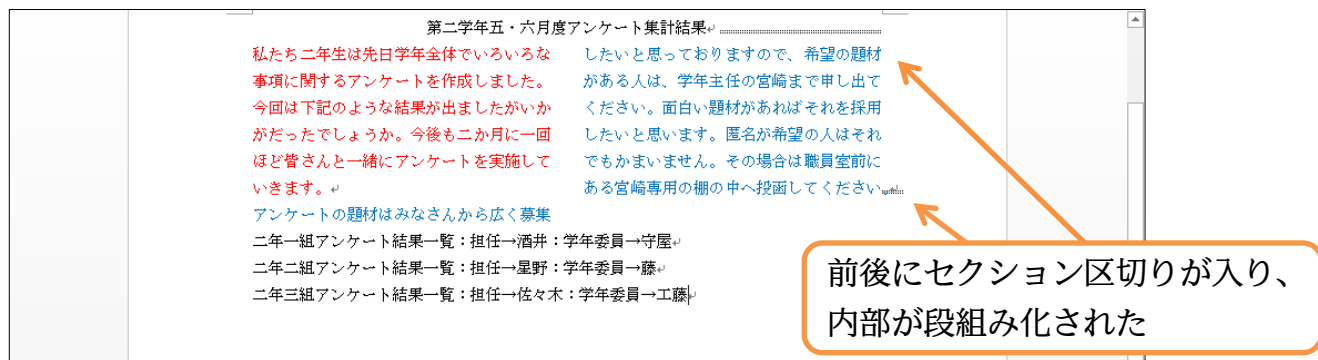 第二学年五・六月度アンケート集計結果
私たち二年生は先日学年全体でいろいろな
事項に関するアンケートを作成しました。
今回は下記のような結果が出ましたがいか
がだったでしょうか。今後も二か月に一回
ほど皆さんと一緒にアンケートを実施して
いきます。
アンケートの題材はみなさんから広く募集
したいと思っておりますので、希望の題材
がある人は、学年主任の宮崎まで申し出て
ください。面白い題材があればそれを採用
したいと思います。匿名が希望の人はそれ
でもかまいません。その場合は職員室前に
ある宮崎専用の棚の中へ投函してください
二年一組アンケート結果一覧：担任→酒井：学年委員→守屋
二年二組アンケート結果一覧：担任→星野：学年委員→藤
二年三組アンケート結果一覧：担任→佐々木：学年委員→工藤
前後にセクション区切りが入り、
内部が段組み化された